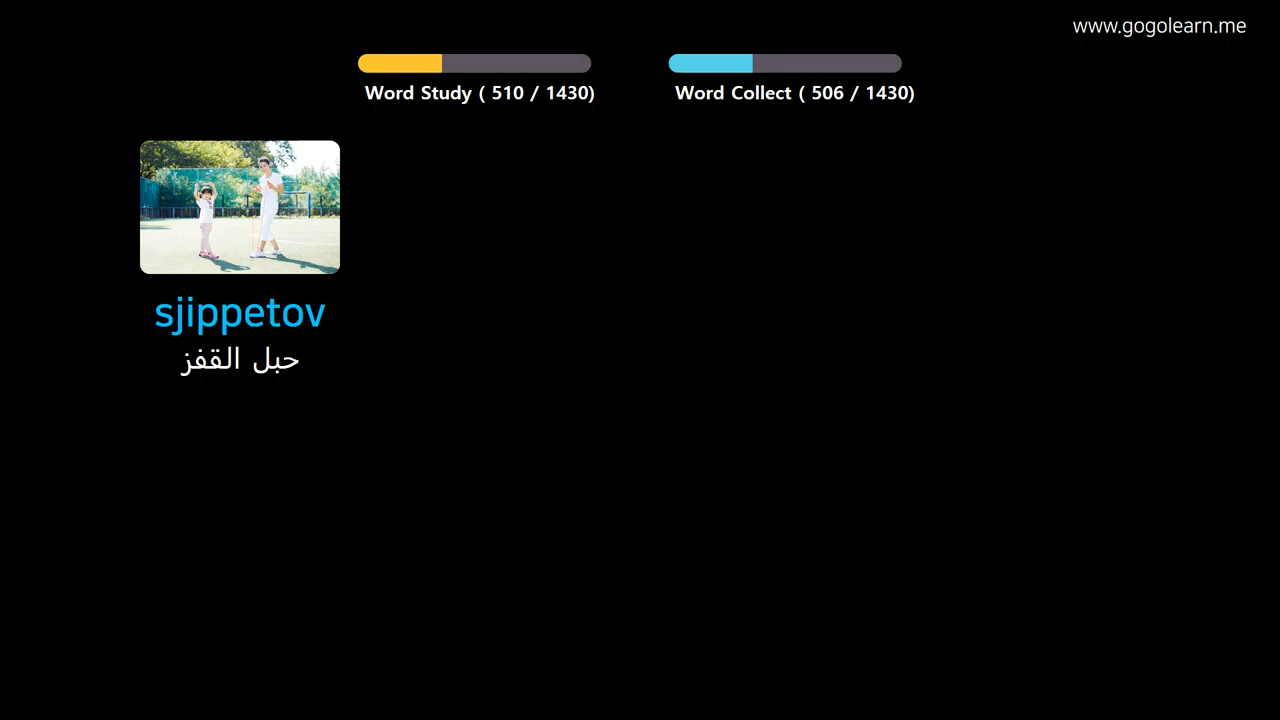 www.gogolearn.me
Word Study ( 510 / 1430)
Word Collect ( 506 / 1430)
sjippetov
حبل القفز